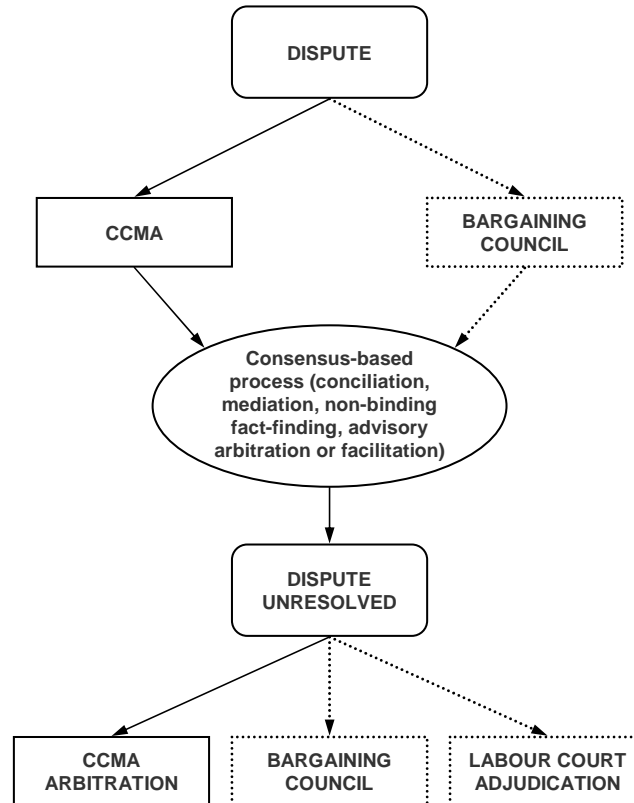 DISPUTE
CCMA
BARGAINING
COUNCIL
Consensus-based
process (conciliation,
mediation, non-binding
fact-finding, advisory
arbitration or facilitation)
DISPUTE
UNRESOLVED
CCMA
ARBITRATION
BARGAINING
COUNCIL
LABOUR COURT
ADJUDICATION